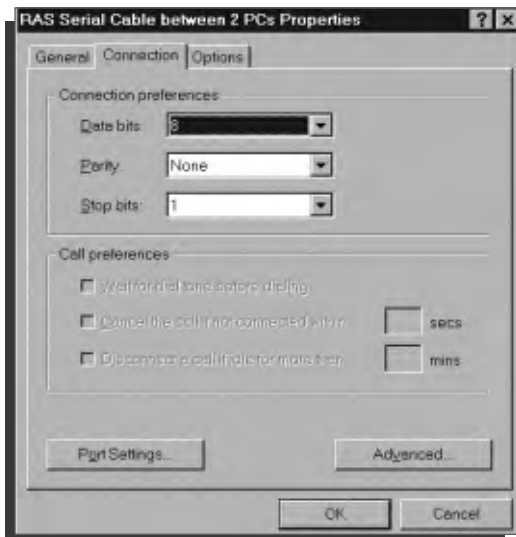 RAS Serial Cable between 2 PCs Properties ? ×
General Connection Options
Connection preferences
Data bits: 8
Parity: None
Stop bits: 1
Call preferences
Wait for dial tone before dialing
Cancel the call if not connected within secs
Disconnect a call if idle for more than mins
Port Settings... Advanced...
OK Cancel